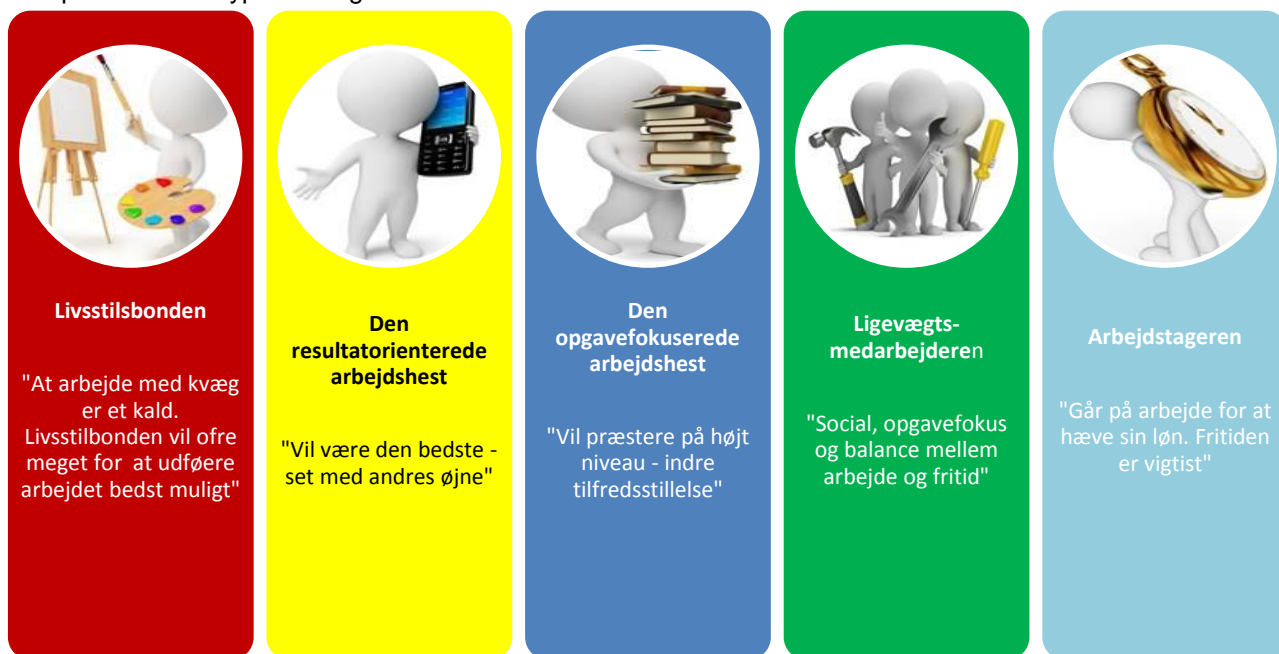 Livsstilsbonden
"At arbejde med kvæg
er et kald.
Livsstilbonden vil ofre
meget for at udføere
arbejdet bedst muligt"
Den
resultatorienterede
arbejdshest
"Vil være den bedste -
set med andres øjne"
Den
opgavefokuserede
arbejdshest
"Vil præstere på højt
niveau - indre
tilfredsstillelse"
Ligevægts-
medarbejderen
"Social, opgavefokus
og balance mellem
arbejde og fritid"
Arbejdstageren
"Går på arbejde for at
hæve sin løn. Fritiden
er vigtist"